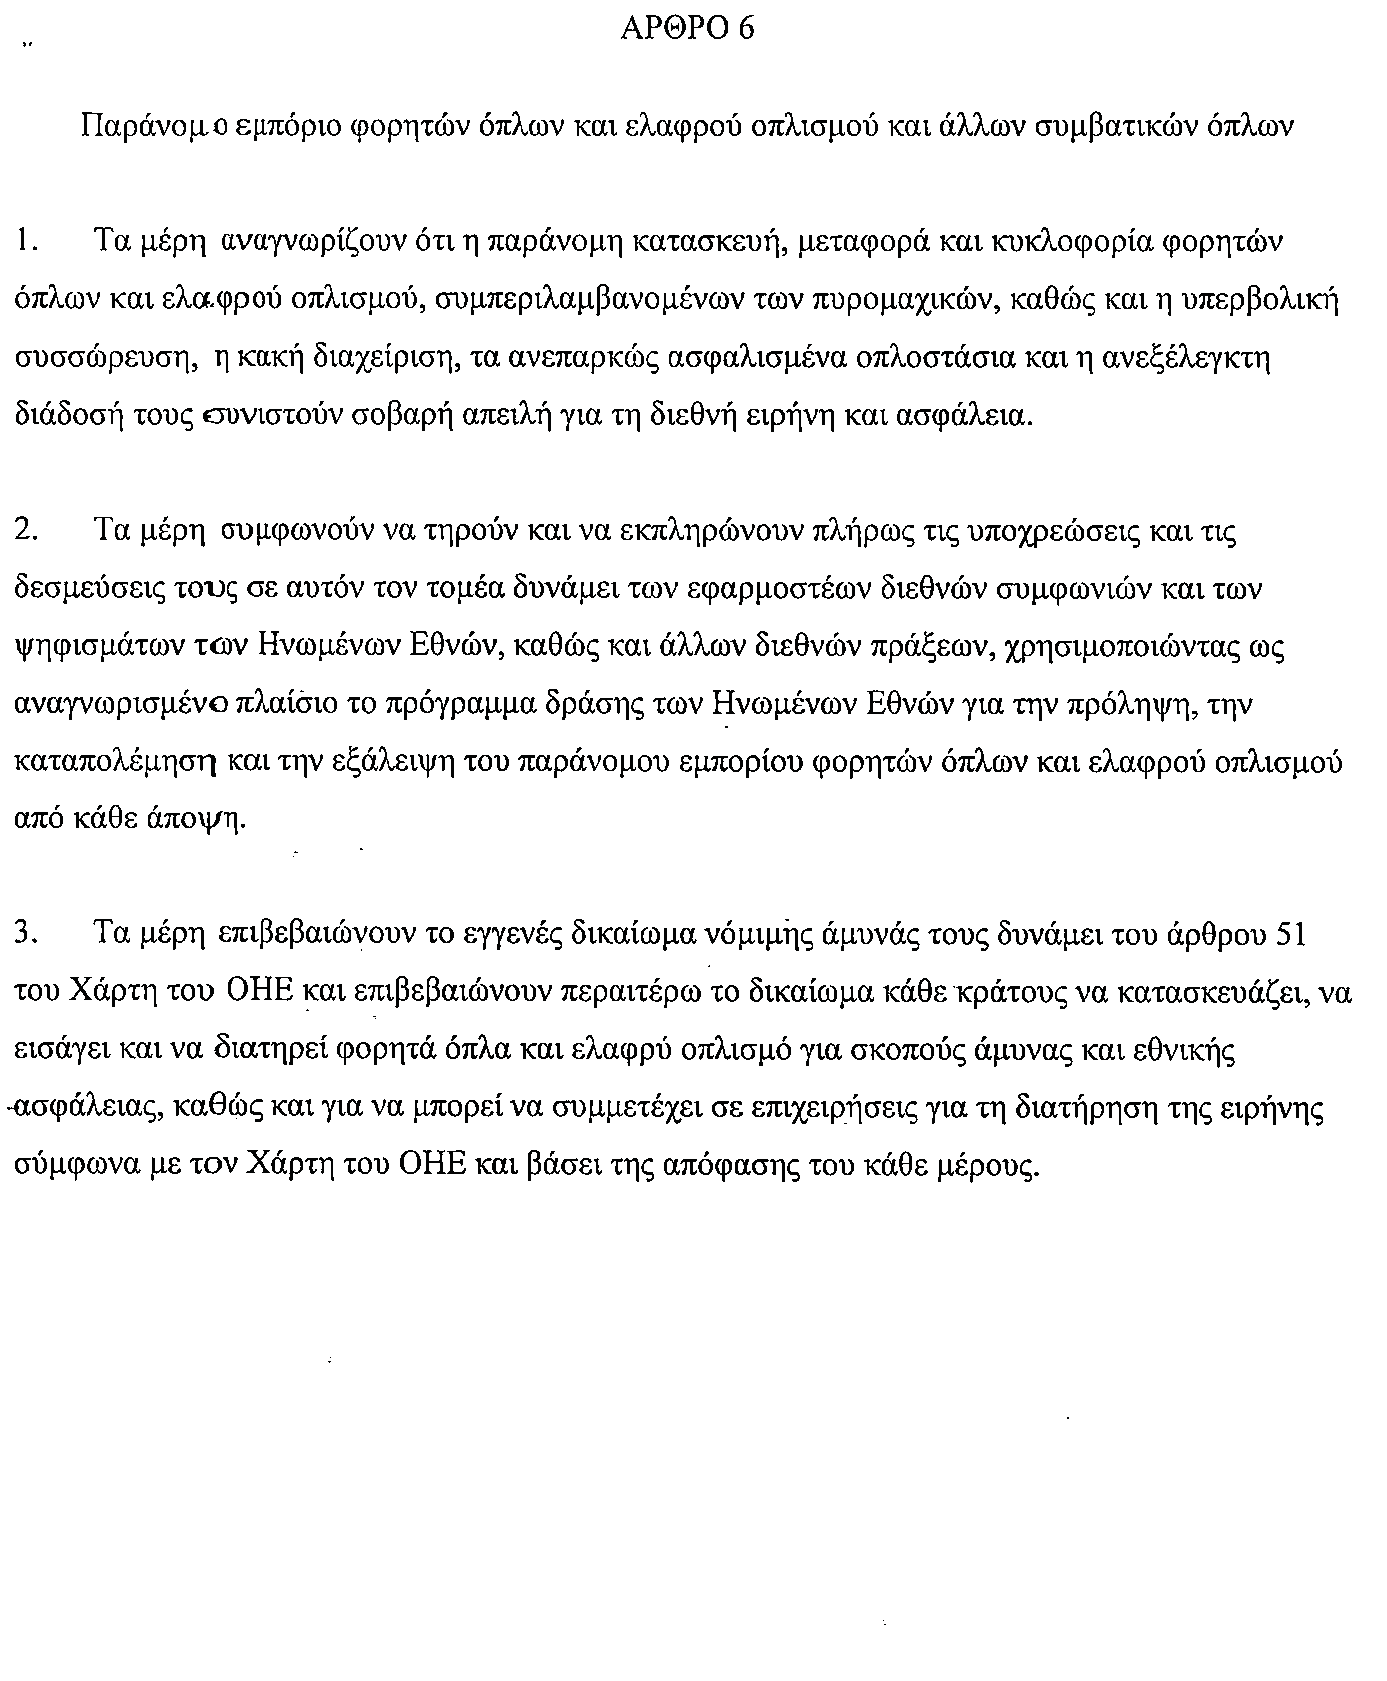 ΑΡΘΡΟ 6
Παράνομο εμπόριο φορητών όπλων και ελαφρού οπλισμού και άλλων συμβατικών όπλων
1. Τα μέρη αναγνωρίζουν ότι η παράνομη κατασκευή, μεταφορά και κυκλοφορία φορητών
όπλων και ελαφρού οπλισμού, συμπεριλαμβανομένων των πυρομαχικών, καθώς και η υπερβολική
συσσώρευση, η κακή διαχείριση, τα ανεπαρκώς ασφαλισμένα οπλοστάσια και η ανεξέλεγκτη
διάδοσή τους συνιστούν σοβαρή απειλή για τη διεθνή ειρήνη και ασφάλεια.
2. Τα μέρη συμφωνούν να τηρούν και να εκπληρώνουν πλήρως τις υποχρεώσεις και τις
δεσμεύσεις τους σε αυτόν τον τομέα δυνάμει των εφαρμοστέων διεθνών συμφωνιών και των
ψηφισμάτων των Ηνωμένων Εθνών, καθώς και άλλων διεθνών πράξεων, χρησιμοποιώντας ως
αναγνωρισμένο πλαίσιο το πρόγραμμα δράσης των Ηνωμένων Εθνών για την πρόληψη, την
καταπολέμηση και την εξάλειψη του παράνομου εμπορίου φορητών όπλων και ελαφρού οπλισμού
από κάθε άποψη.
3. Τα μέρη επιβεβαιώνουν το εγγενές δικαίωμα νόμιμης άμυνάς τους δυνάμει του άρθρου 51
του Χάρτη του ΟΗΕ και επιβεβαιώνουν περαιτέρω το δικαίωμα κάθε κράτους να κατασκευάζει, να
εισάγει και να διατηρεί φορητά όπλα και ελαφρύ οπλισμό για σκοπούς άμυνας και εθνικής
ασφάλειας, καθώς και για να μπορεί να συμμετέχει σε επιχειρήσεις για τη διατήρηση της ειρήνης
σύμφωνα με τον Χάρτη του ΟΗΕ και βάσει της απόφασης του κάθε μέρους.